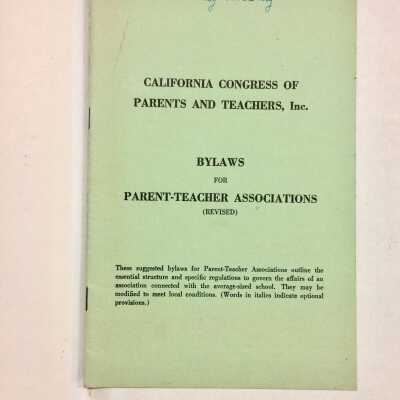 CALIFORNIA CONGRESS OF
PARENTS AND TEACHERS, Inc.
BYLAWS
FOR
PARENT-TEACHER ASSOCIATIONS
(REVISED)
These suggested bylaws for Parent-Teacher Associations outline the
essential structure and specific regulations to govern the affairs of an
association connected with the average-sized school. They may be
modified to meet local conditions. (Words in italics indicate optional
provisions.)